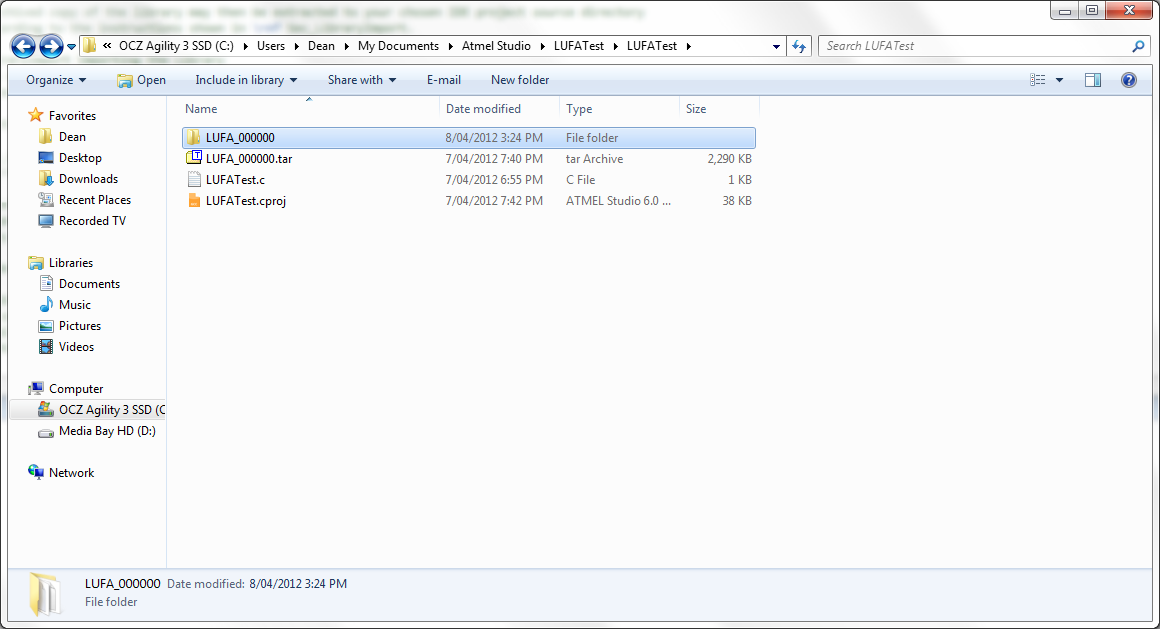 « OCZ Agility 3 SSD (C:) Users Dean My Documents Atmel Studio LUFATest LUFATest Search LUFATest
Organize Open Include in library Share with E-mail New folder
Name Date modified Type Size
LUFA_000000 8/04/2012 3:24 PM File folder
LUFA_000000.tar 7/04/2012 7:40 PM tar Archive 2,290 KB
LUFATest.c 7/04/2012 6:55 PM C File 1 KB
LUFATest.cproj 7/04/2012 7:42 PM ATMEL Studio 6.0 ... 38 KB
Favorites
Dean
Desktop
Downloads
Recent Places
Recorded TV
Libraries
Documents
Music
Pictures
Videos
Computer
OCZ Agility 3 SSD (C
Media Bay HD (D:)
Network
LUFA_000000 Date modified: 8/04/2012 3:24 PM
File folder